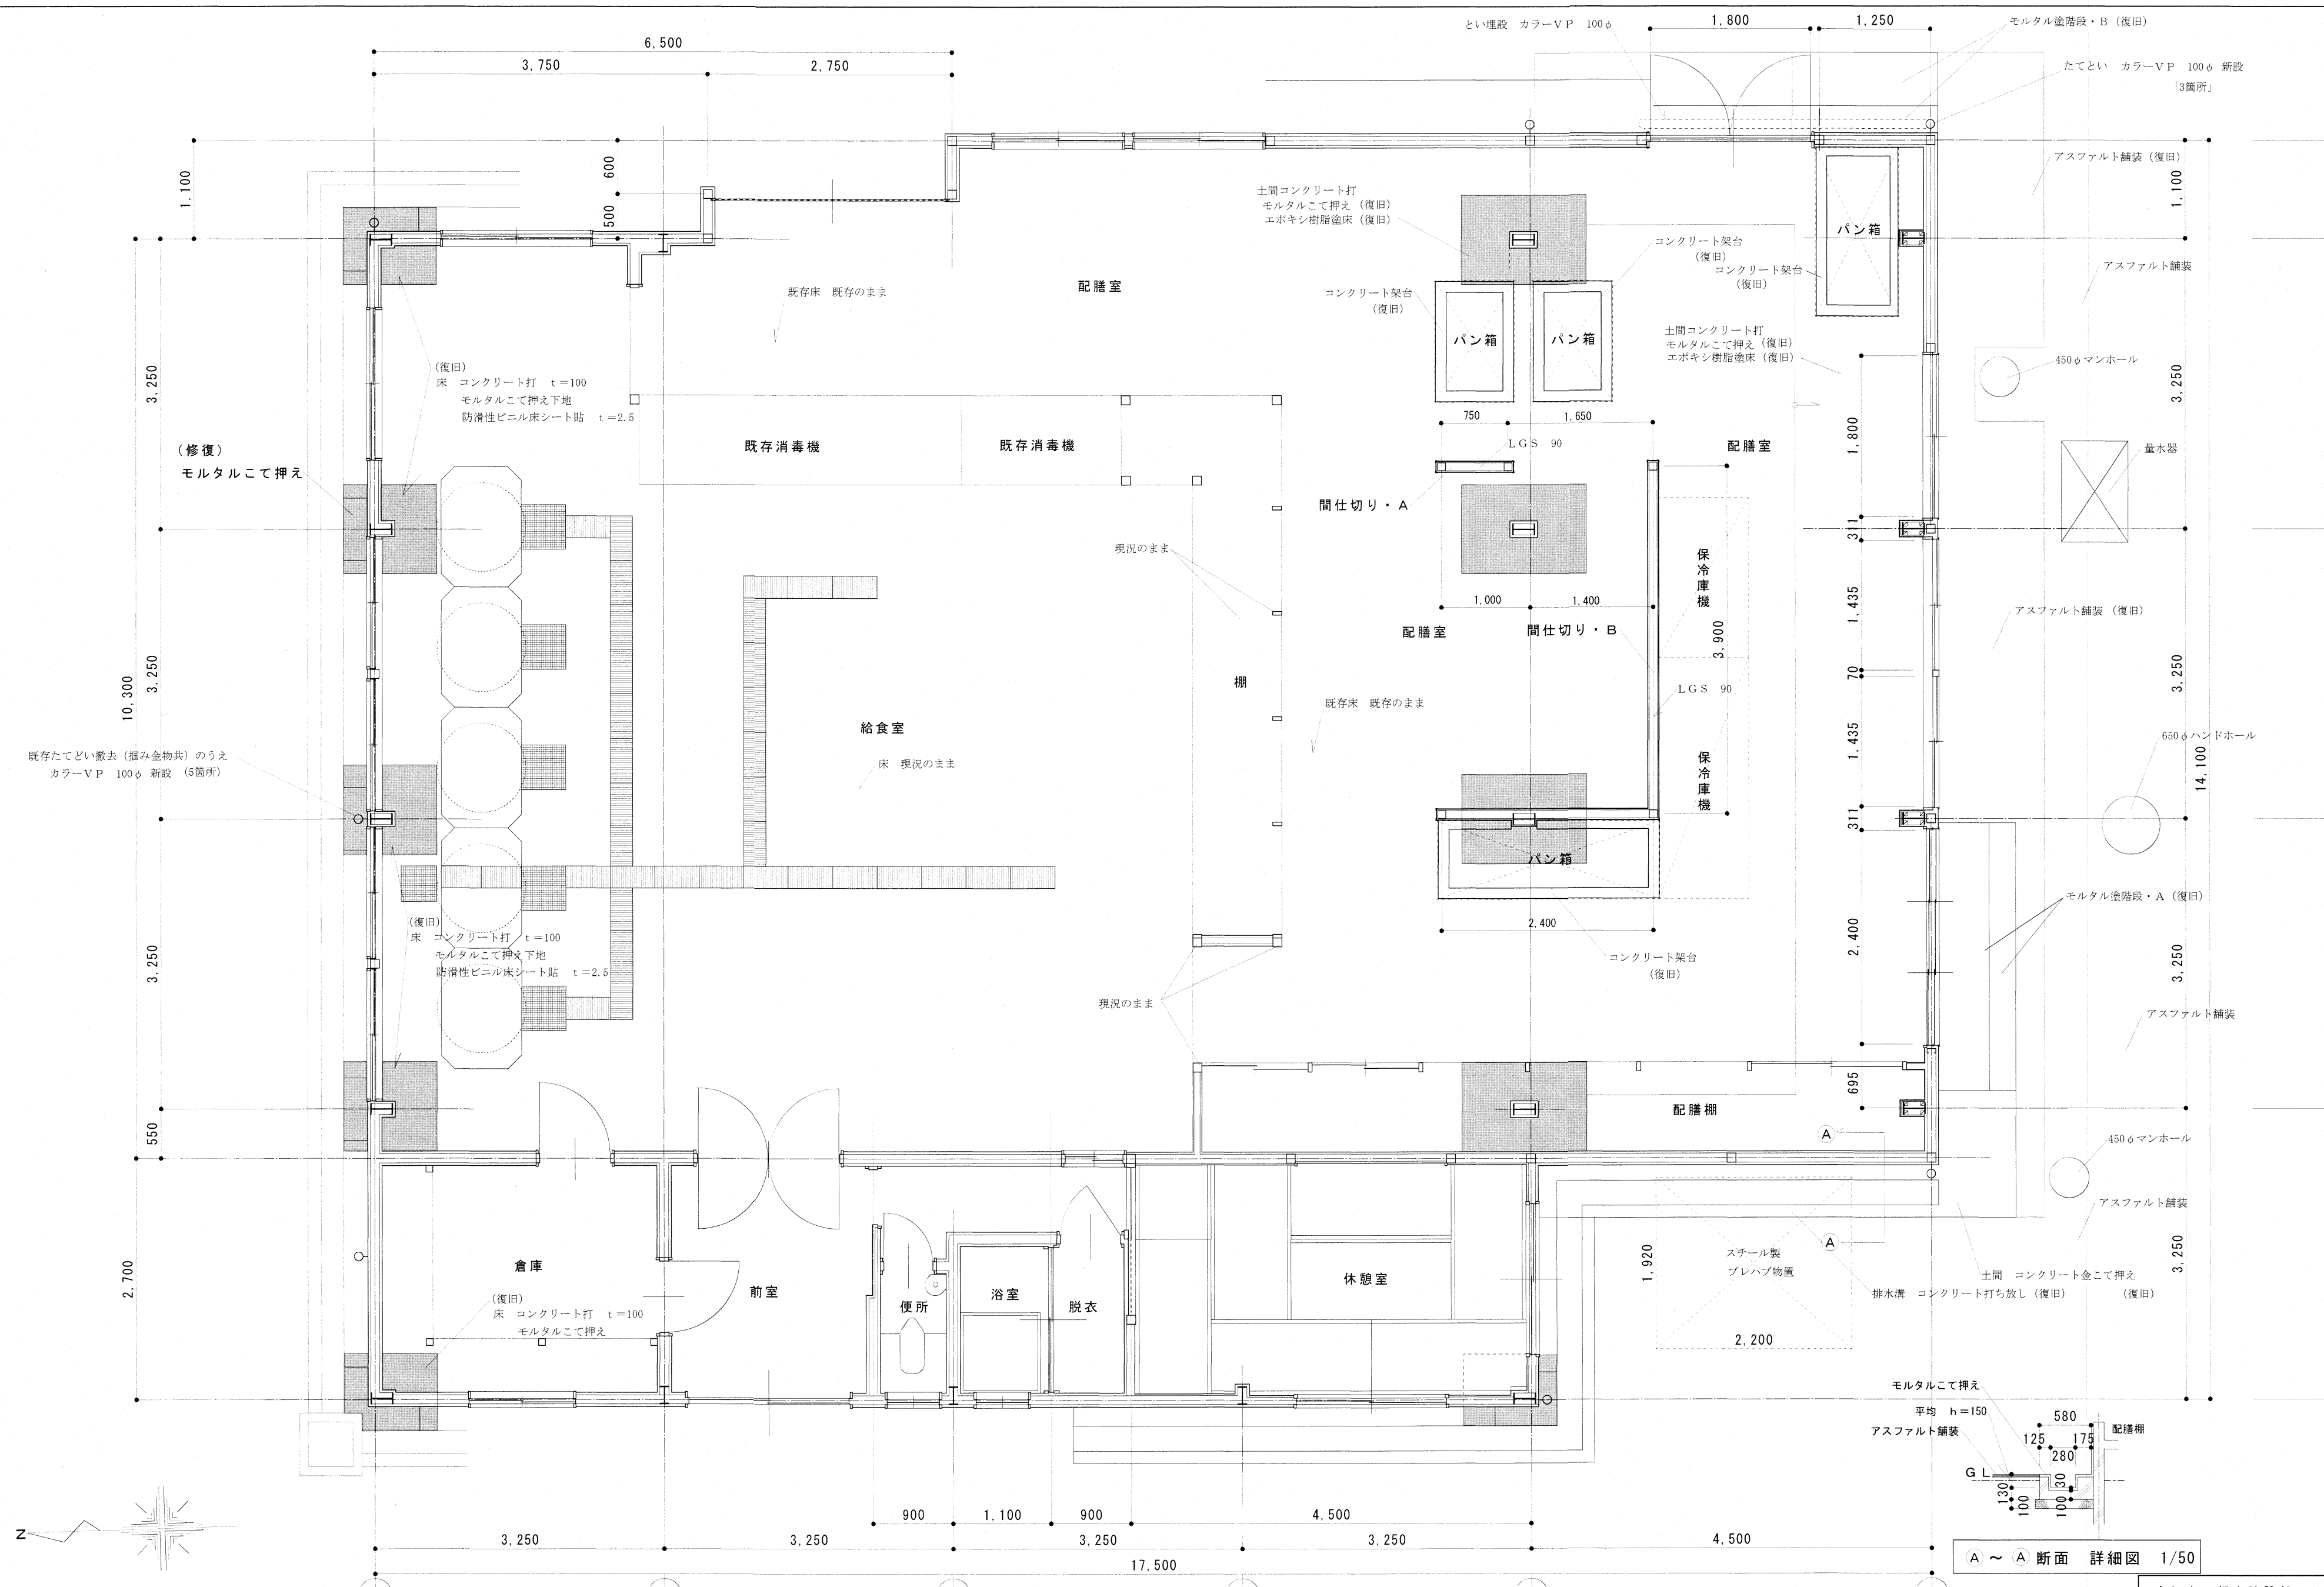 とい埋設 カラーVP 100φ
1,800
1,250
モルタル塗階段・B (復旧)
6,500
3,750
2,750
たてとい カラーVP 100φ 新設
「3箇所」
1,100
600
500
アスファルト舗装 (復旧)
1,100
土間コンクリート打
モルタルこて押え (復旧)
エポキシ樹脂塗床 (復旧)
パン箱
コンクリート架台
(復旧)
コンクリート架台
(復旧)
アスファルト舗装
既存床 既存のまま
配膳室
コンクリート架台
(復旧)
パン箱
パン箱
土間コンクリート打
モルタルこて押え (復旧)
エポキシ樹脂塗床 (復旧)
450φマンホール
3,250
3,250
(復旧)
床 コンクリート打 t=100
モルタルこて押え下地
防滑性ビニル床シート貼 t=2.5
(修復)
モルタルこて押え
既存消毒機
既存消毒機
750
1,650
LGS 90
配膳室
1,800
量水器
間仕切り・A
311
現況のまま
保冷庫機
1,000
1,400
1,435
アスファルト舗装 (復旧)
配膳室
間仕切り・B
3,900
10,300
3,250
棚
70
3,250
LGS 90
既存床 既存のまま
給食室
床 現況のまま
1,435
保冷庫機
650φハンドホール
14,100
既存たてどい撤去 (掴み金物共) のうえ
カラーVP 100φ 新設 (5箇所)
311
パン箱
モルタル塗階段・A (復旧)
(復旧)
床 コンクリート打 t=100
モルタルこて押え下地
防滑性ビニル床シート貼 t=2.5
2,400
2,400
3,250
3,250
コンクリート架台
(復旧)
現況のまま
アスファルト舗装
695
配膳棚
550
A
450φマンホール
アスファルト舗装
2,700
倉庫
前室
便所
浴室
脱衣
休憩室
1,920
スチール製
プレハブ物置
A
3,250
土間 コンクリート金こて押え
(復旧)
排水溝 コンクリート打ち放し (復旧)
(復旧)
床 コンクリート打 t=100
モルタルこて押え
2,200
モルタルこて押え
平均 h=150
アスファルト舗装
580
配膳棚
125
175
280
GL
130
100
30
100
Z
900
1,100
900
4,500
3,250
3,250
3,250
3,250
4,500
17,500
A ~ A 断面 詳細図 1/50